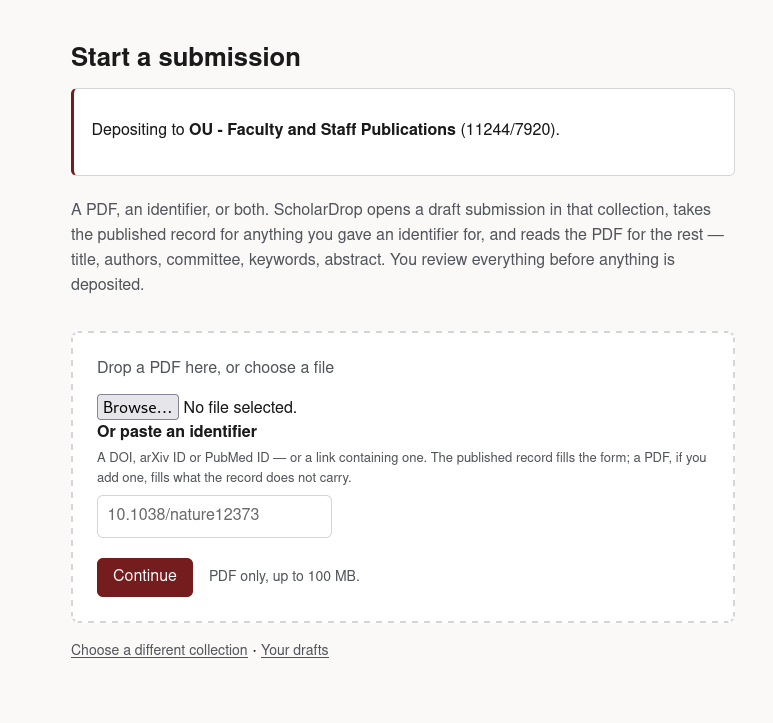 Start a submission
Depositing to OU - Faculty and Staff Publications (11244/7920).
A PDF, an identifier, or both. ScholarDrop opens a draft submission in that collection, takes
the published record for anything you gave an identifier for, and reads the PDF for the rest —
title, authors, committee, keywords, abstract. You review everything before anything is
deposited.
Drop a PDF here, or choose a file
Browse... No file selected.
Or paste an identifier
A DOI, arXiv ID or PubMed ID — or a link containing one. The published record fills the form; a PDF, if you
add one, fills what the record does not carry.
10.1038/nature12373
Continue PDF only, up to 100 MB.
Choose a different collection · Your drafts